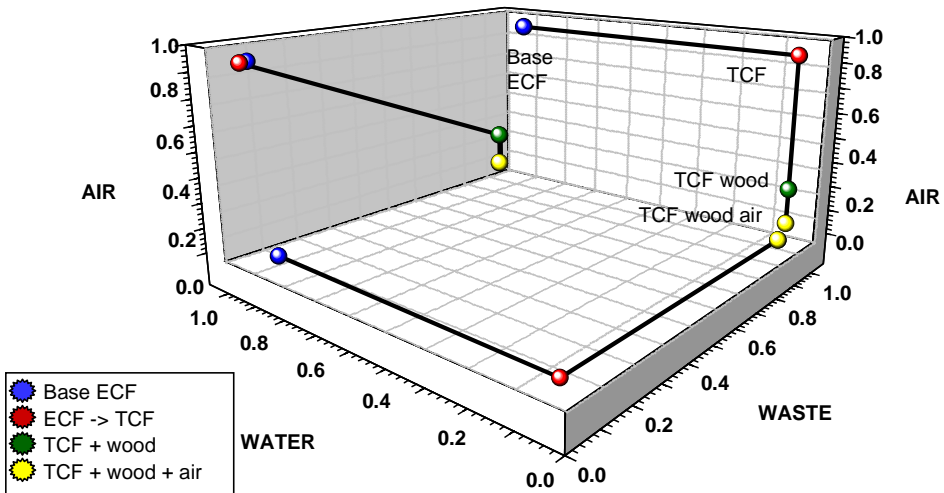 1.0
0.8
0.6
0.4
0.2
0.0
AIR
Base
ECF
TCF
TCF wood
TCF wood air
1.0
0.8
0.6
0.4
0.2
0.0
AIR
1.0
0.8
0.6
0.4
0.2
0.0
WATER
0.0
0.2
0.4
0.6
0.8
1.0
WASTE
Base ECF
ECF -> TCF
TCF + wood
TCF + wood + air